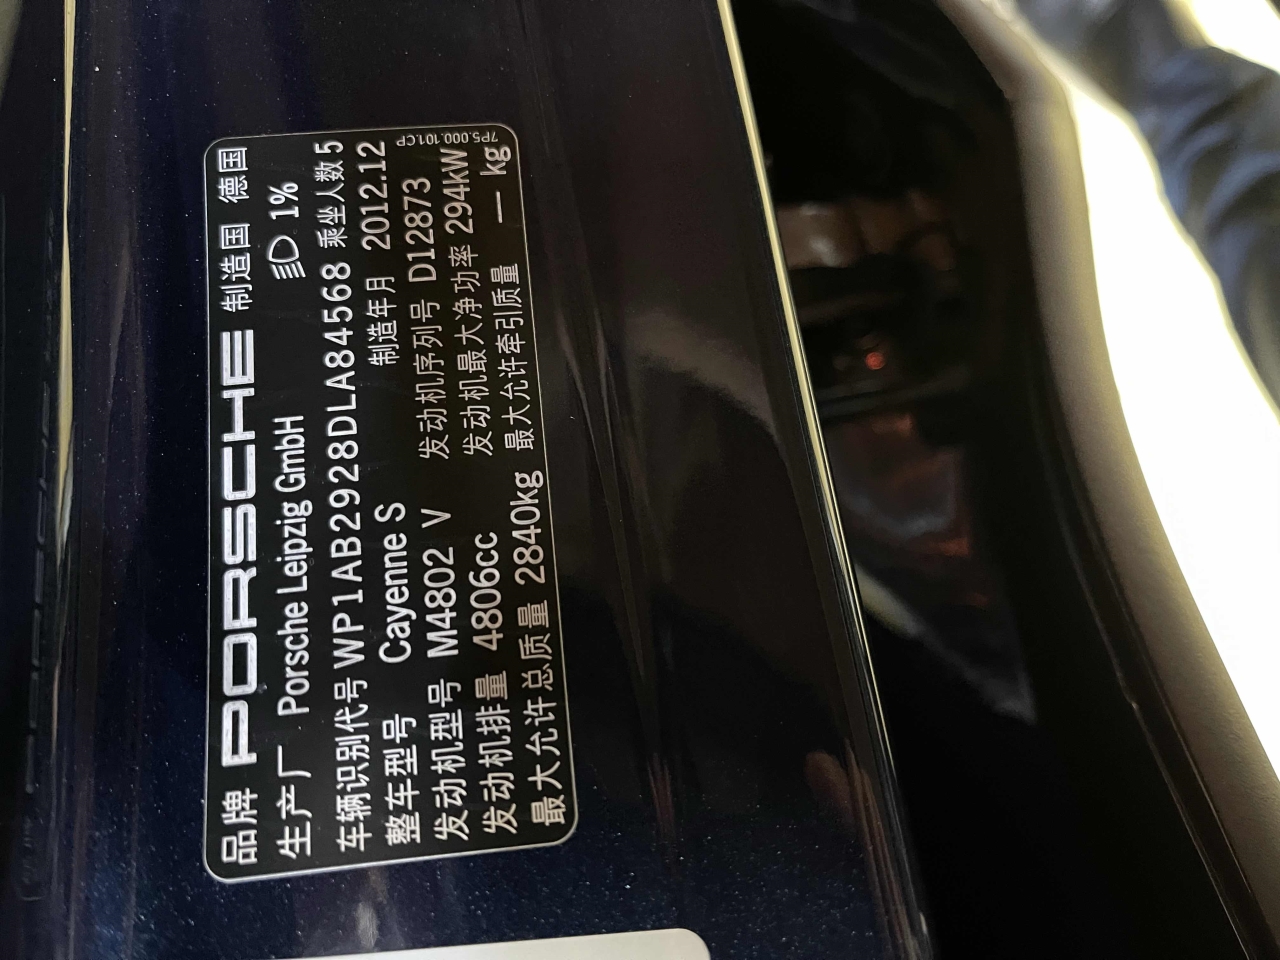 品牌 PORSCHE 制造国 德国
生产厂 Porsche Leipzig GmbH 1%
车辆识别代号 WP1AB2928DLA84568 乘坐人数 5
整车型号 Cayenne S 制造年月 2012.12
发动机型号 M4802 V 发动机序列号 D12873
发动机排量 4806cc 发动机最大净功率 294kW
最大允许总质量 2840kg 最大允许牵引质量 — kg
7P5.000.101.CP